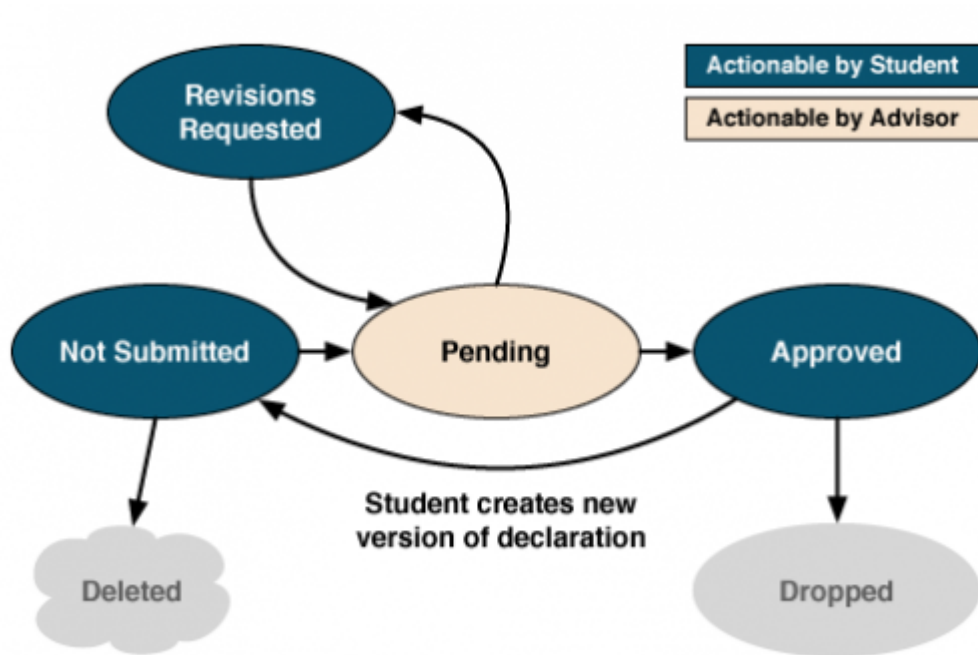 Revisions
Requested
Actionable by Student
Actionable by Advisor
Not Submitted
Pending
Approved
Student creates new
version of declaration
Deleted
Dropped